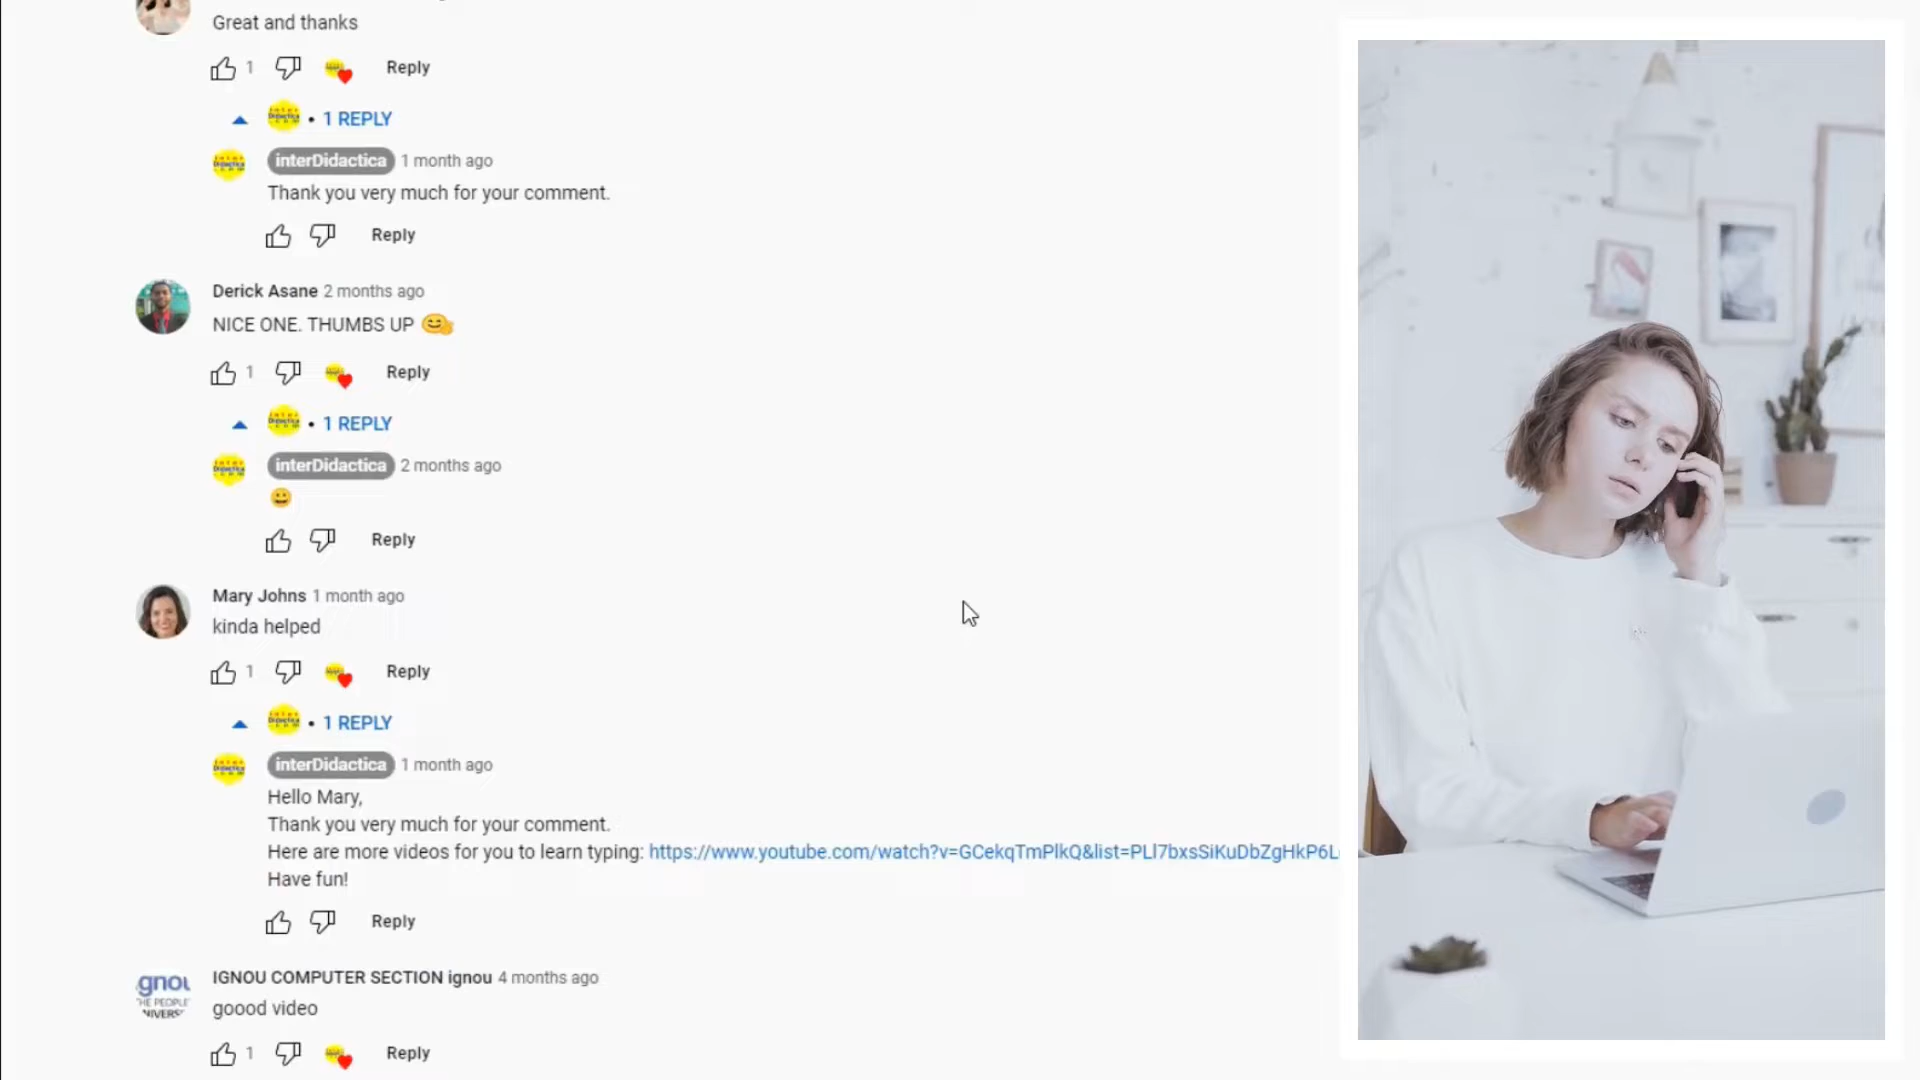 Great and thanks
1 Reply
1 REPLY
interDidactica 1 month ago
Thank you very much for your comment.
Reply
Derick Asane 2 months ago
NICE ONE. THUMBS UP 🤗
1 Reply
1 REPLY
interDidactica 2 months ago
😀
Reply
Mary Johns 1 month ago
kinda helped
1 Reply
1 REPLY
interDidactica 1 month ago
Hello Mary,
Thank you very much for your comment.
Here are more videos for you to learn typing: https://www.youtube.com/watch?v=GCekqTmPlkQ&list=PLl7bxsSiKuDbZgHkP6L
Have fun!
Reply
IGNOU COMPUTER SECTION ignou 4 months ago
goood video
1 Reply